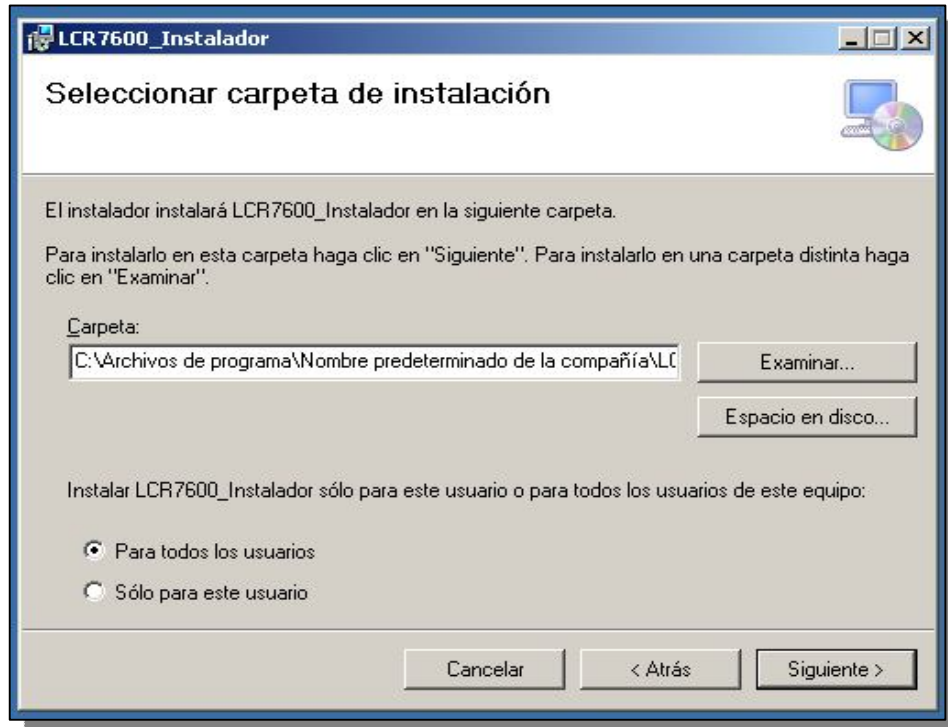 LCR7600_Instalador
Seleccionar carpeta de instalación
El instalador instalará LCR7600_Instalador en la siguiente carpeta.
Para instalarlo en esta carpeta haga clic en "Siguiente". Para instalarlo en una carpeta distinta haga
clic en "Examinar".
Carpeta:
C:\Archivos de programa\Nombre predeterminado de la compañía\LC
Examinar...
Espacio en disco...
Instalar LCR7600_Instalador sólo para este usuario o para todos los usuarios de este equipo:
Para todos los usuarios
Sólo para este usuario
Cancelar
< Atrás
Siguiente >